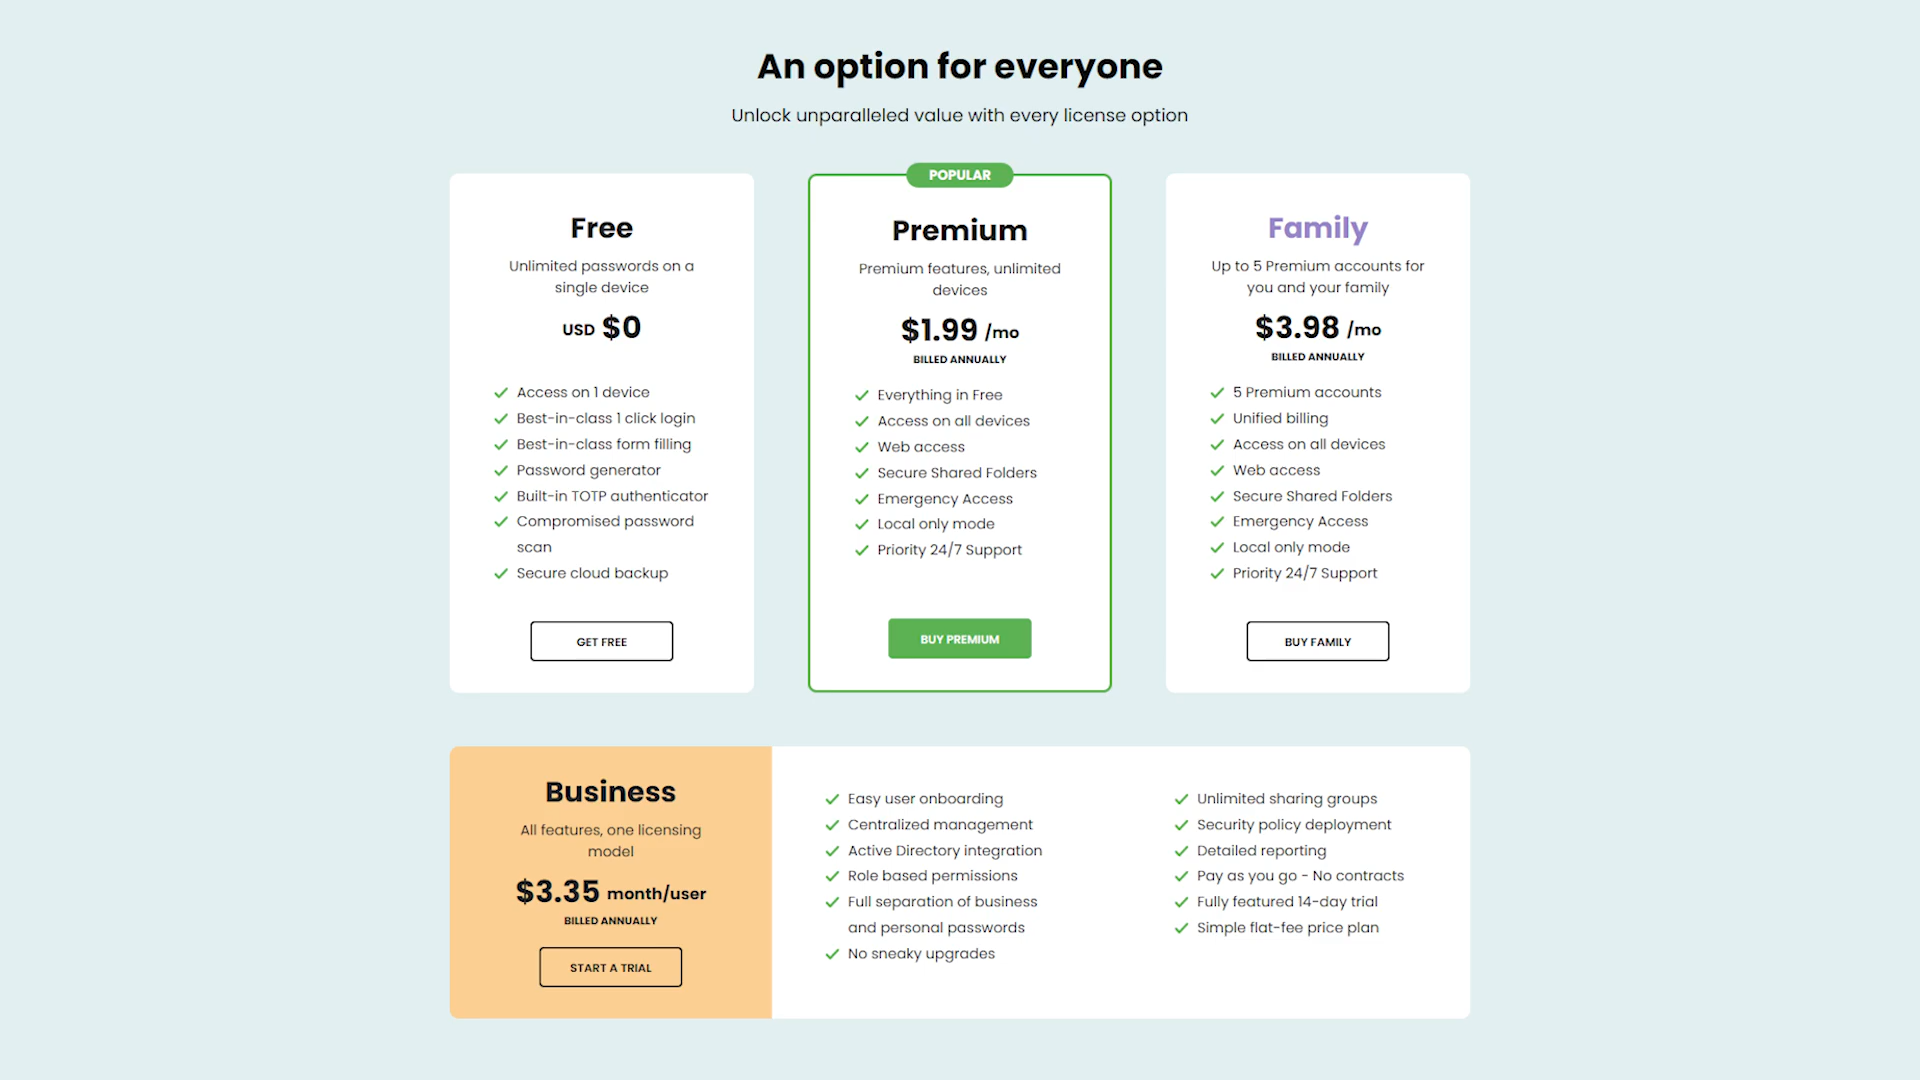 An option for everyone
Unlock unparalleled value with every license option
Free
Unlimited passwords on a
single device
USD $0
Access on 1 device
Best-in-class 1 click login
Best-in-class form filling
Password generator
Built-in TOTP authenticator
Compromised password
scan
Secure cloud backup
GET FREE
POPULAR
Premium
Premium features, unlimited
devices
$1.99 /mo
BILLED ANNUALLY
Everything in Free
Access on all devices
Web access
Secure Shared Folders
Emergency Access
Local only mode
Priority 24/7 Support
BUY PREMIUM
Family
Up to 5 Premium accounts for
you and your family
$3.98 /mo
BILLED ANNUALLY
5 Premium accounts
Unified billing
Access on all devices
Web access
Secure Shared Folders
Emergency Access
Local only mode
Priority 24/7 Support
BUY FAMILY
Business
All features, one licensing
model
$3.35 month/user
BILLED ANNUALLY
START A TRIAL
Easy user onboarding
Centralized management
Active Directory integration
Role based permissions
Full separation of business
and personal passwords
No sneaky upgrades
Unlimited sharing groups
Security policy deployment
Detailed reporting
Pay as you go - No contracts
Fully featured 14-day trial
Simple flat-fee price plan